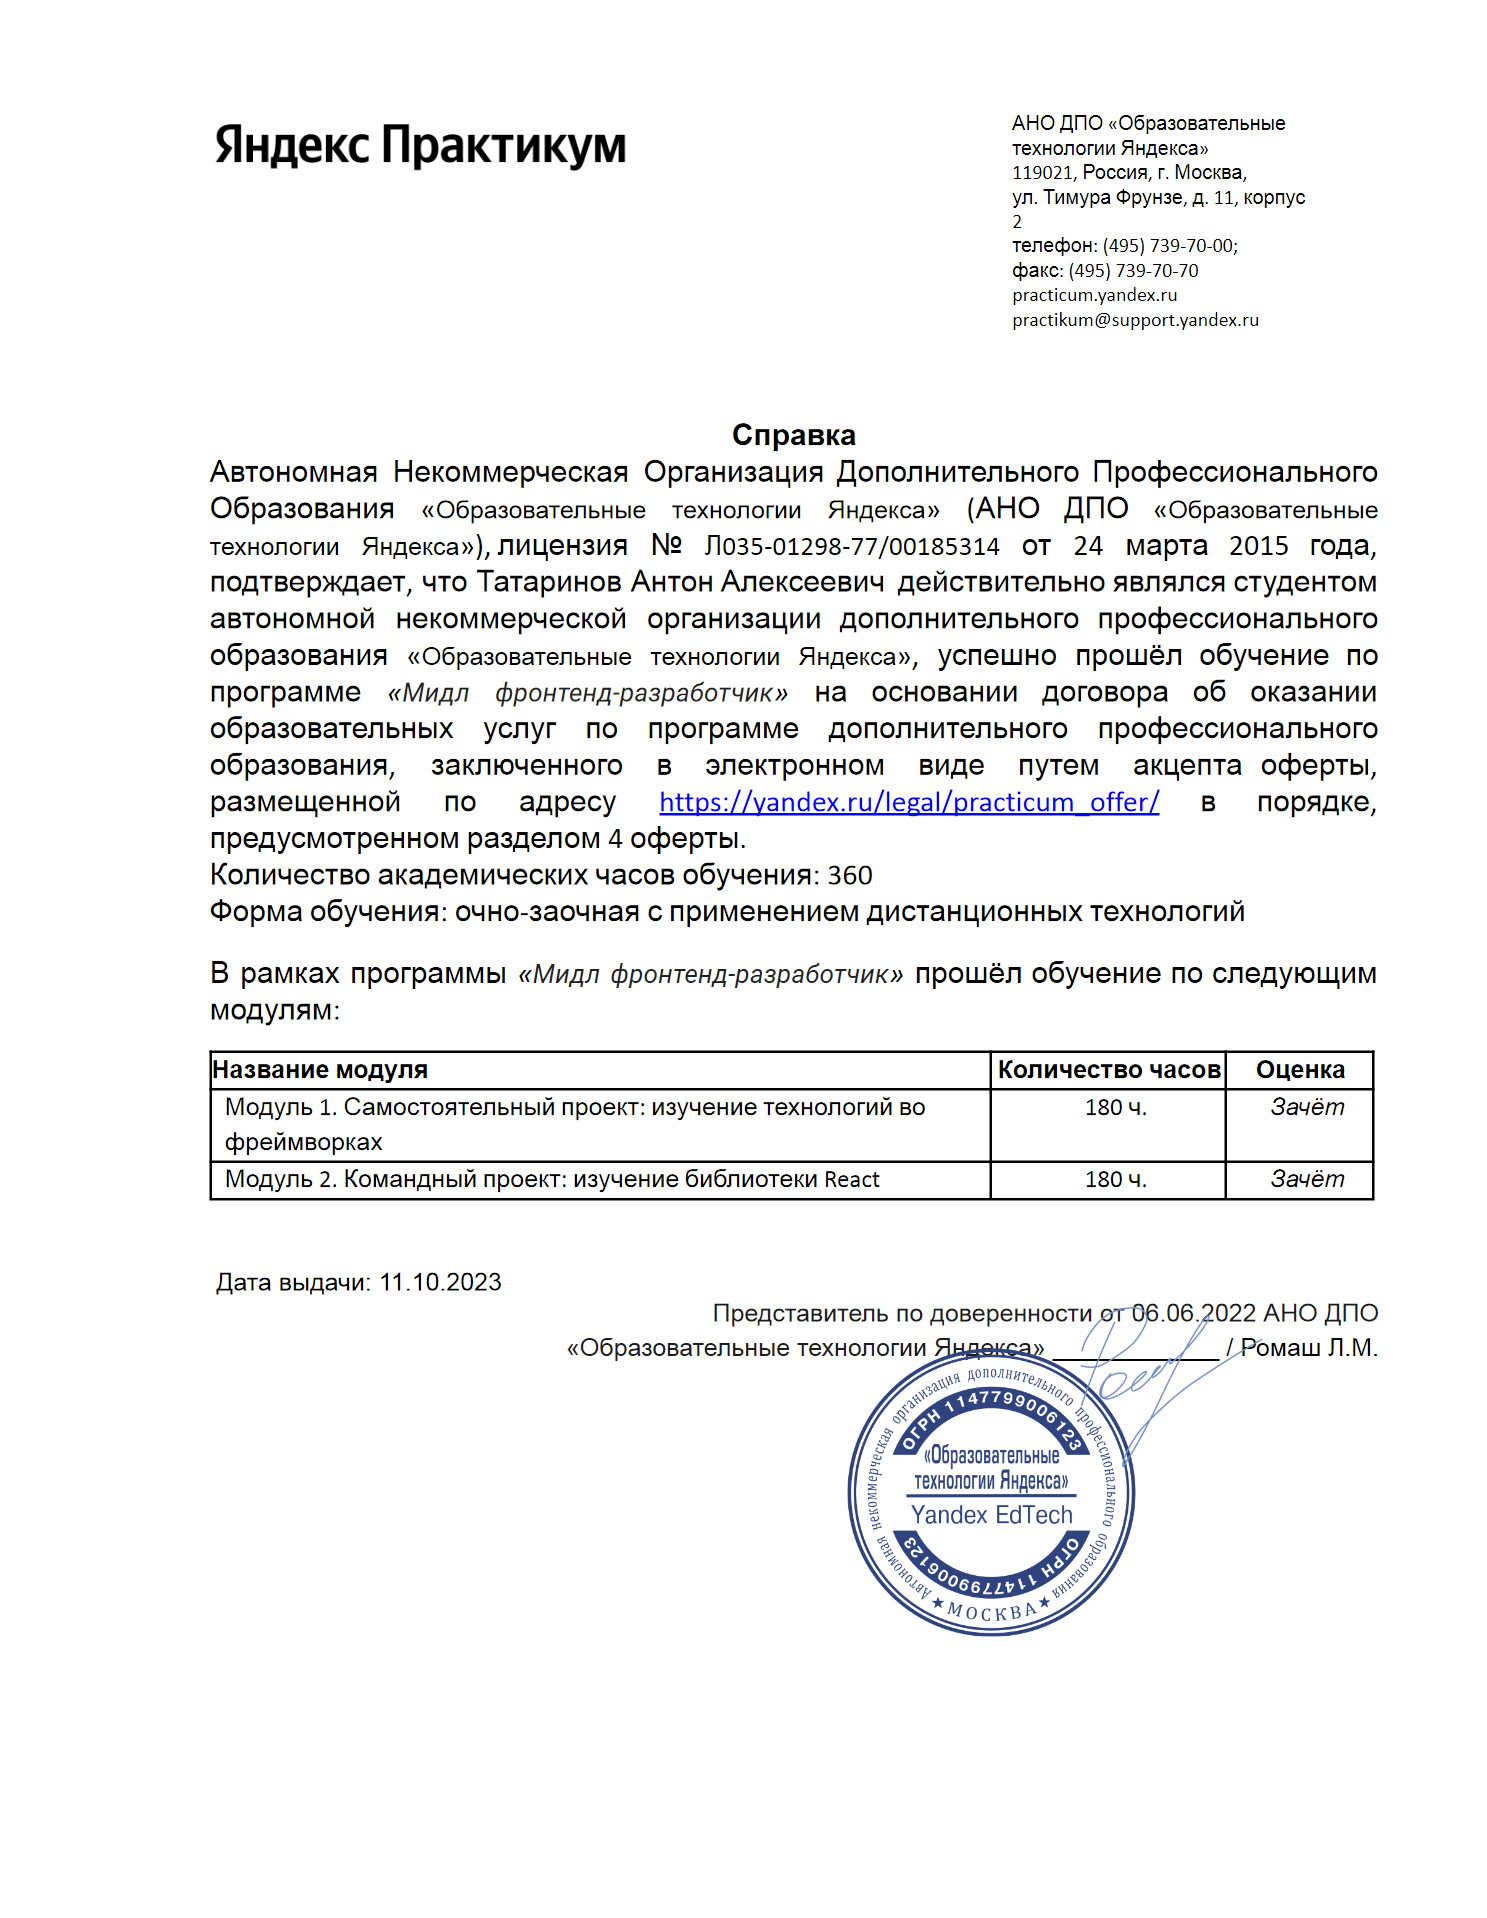 Яндекс Практикум
АНО ДПО «Образовательные
технологии Яндекса»
119021, Россия, г. Москва,
ул. Тимура Фрунзе, д. 11, корпус
2
телефон: (495) 739-70-00;
факс: (495) 739-70-70
practicum.yandex.ru
practikum@support.yandex.ru
Справка
Автономная Некоммерческая Организация Дополнительного Профессионального
Образования «Образовательные технологии Яндекса» (АНО ДПО «Образовательные
технологии Яндекса»), лицензия № Л035-01298-77/00185314 от 24 марта 2015 года,
подтверждает, что Татаринов Антон Алексеевич действительно являлся студентом
автономной некоммерческой организации дополнительного профессионального
образования «Образовательные технологии Яндекса», успешно прошёл обучение по
программе «Мидл фронтенд-разработчик» на основании договора об оказании
образовательных услуг по программе дополнительного профессионального
образования, заключенного в электронном виде путем акцепта оферты,
размещенной по адресу https://yandex.ru/legal/practicum_offer/ в порядке,
предусмотренном разделом 4 оферты.
Количество академических часов обучения: 360
Форма обучения: очно-заочная с применением дистанционных технологий
В рамках программы «Мидл фронтенд-разработчик» прошёл обучение по следующим
модулям:
Название модуля Количество часов Оценка
Модуль 1. Самостоятельный проект: изучение технологий во 180 ч. Зачёт
фреймворках
Модуль 2. Командный проект: изучение библиотеки React 180 ч. Зачёт
Дата выдачи: 11.10.2023
Представитель по доверенности от 06.06.2022 АНО ДПО
«Образовательные технологии Яндекса» ____________ / Ромаш Л.М.
Автономная некоммерческая организация дополнительного профессионального образования
ОГРН 1147799006123
«Образовательные
технологии Яндекса»
Yandex EdTech
ОГРН 1147799006123
★ МОСКВА ★